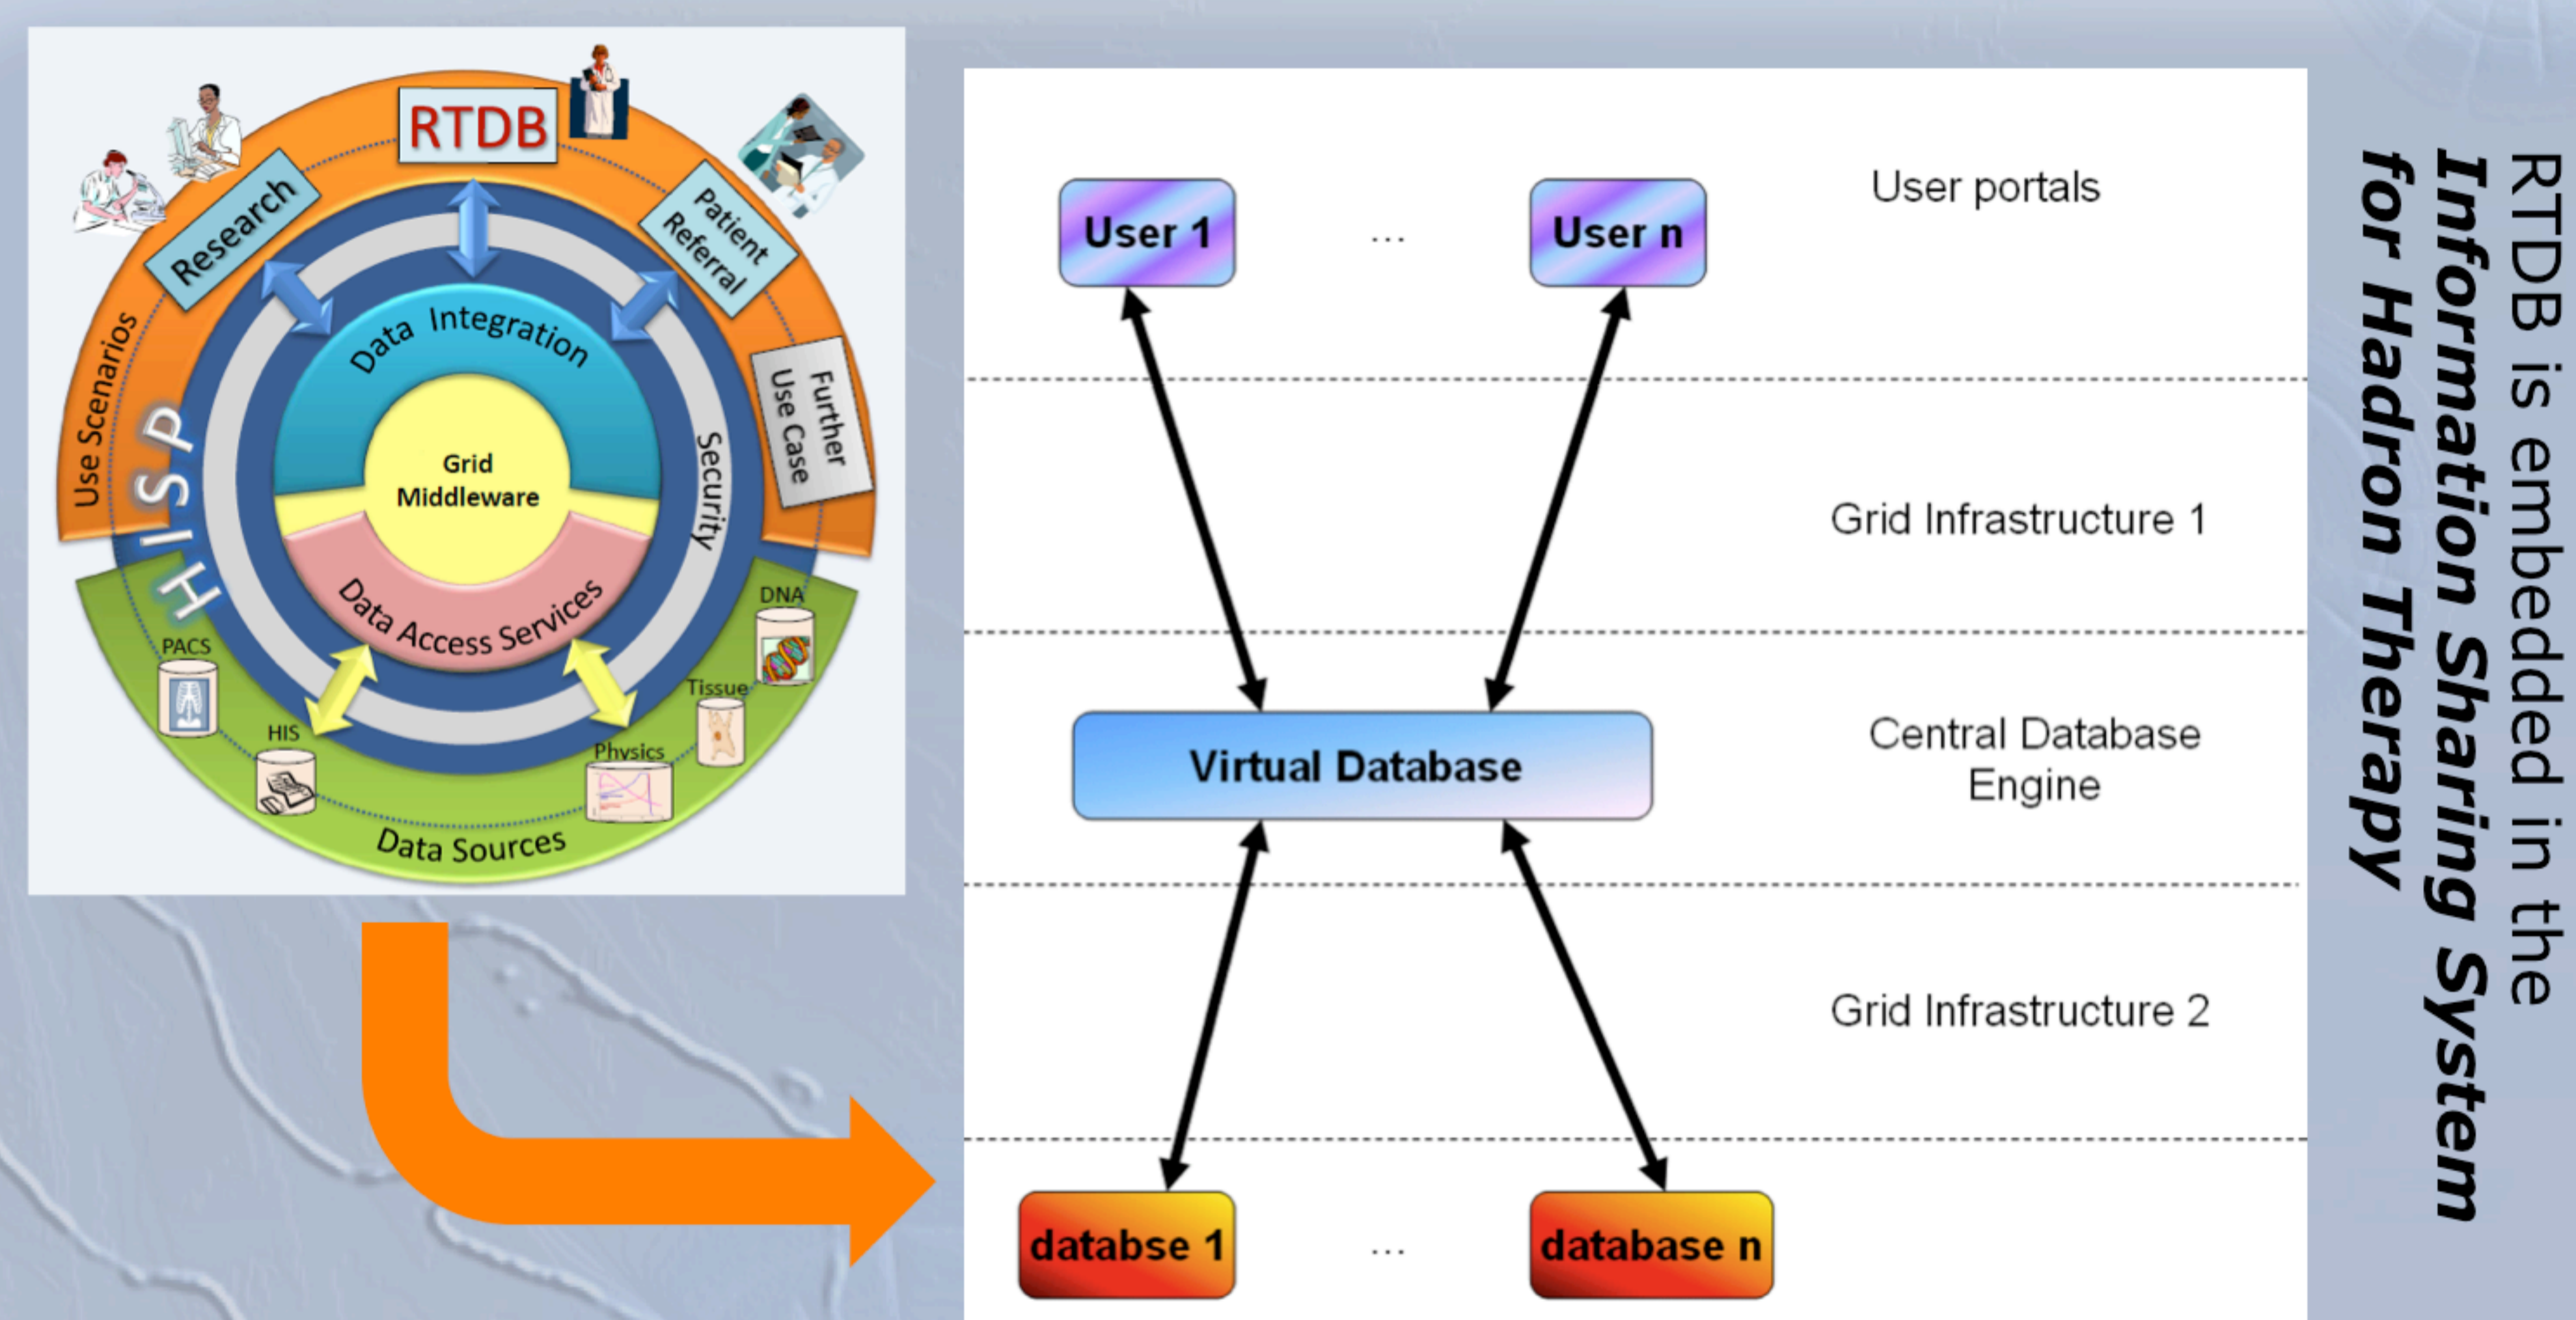 RTDB
Research
Patient
Referral
Further
Use Case
Use Scenarios
HISP
Security
Data Integration
Grid
Middleware
Data Access Services
PACS
HIS
Physics
Tissue
DNA
Data Sources
User 1
...
User n
User portals
Grid Infrastructure 1
Virtual Database
Central Database
Engine
Grid Infrastructure 2
databse 1
...
database n
RTDB is embedded in the
Information Sharing System
for Hadron Therapy